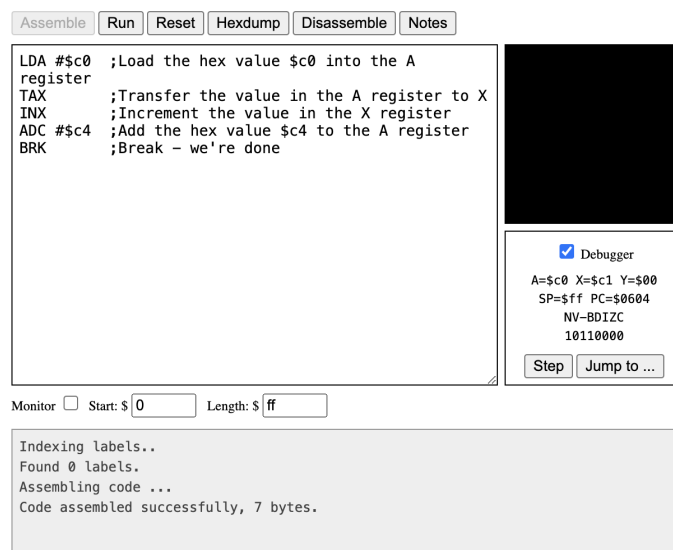 Assemble Run Reset Hexdump Disassemble Notes
LDA #$c0  ;Load the hex value $c0 into the A
register
TAX       ;Transfer the value in the A register to X
INX       ;Increment the value in the X register
ADC #$c4  ;Add the hex value $c4 to the A register
BRK       ;Break – we're done
Debugger
A=$c0 X=$c1 Y=$00
SP=$ff PC=$0604
NV-BDIZC
10110000
Step Jump to ...
Monitor Start: $ 0 Length: $ ff
Indexing labels..
Found 0 labels.
Assembling code ...
Code assembled successfully, 7 bytes.